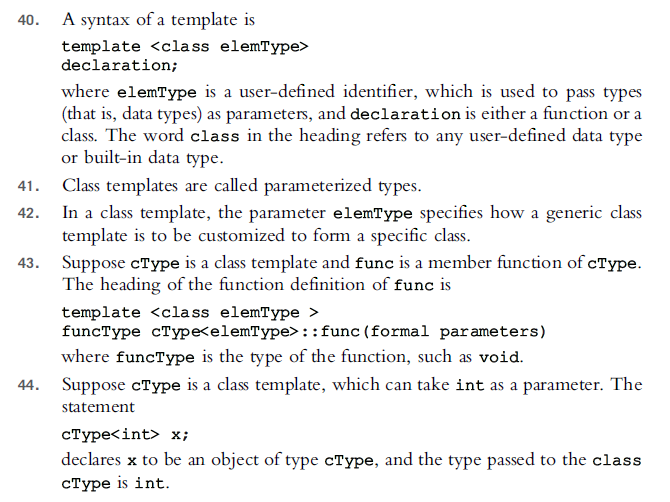 40. A syntax of a template is
template <class elemType>
declaration;
where elemType is a user-defined identifier, which is used to pass types
(that is, data types) as parameters, and declaration is either a function or a
class. The word class in the heading refers to any user-defined data type
or built-in data type.
41. Class templates are called parameterized types.
42. In a class template, the parameter elemType specifies how a generic class
template is to be customized to form a specific class.
43. Suppose cType is a class template and func is a member function of cType.
The heading of the function definition of func is
template <class elemType >
funcType cType<elemType>::func(formal parameters)
where funcType is the type of the function, such as void.
44. Suppose cType is a class template, which can take int as a parameter. The
statement
cType<int> x;
declares x to be an object of type cType, and the type passed to the class
cType is int.